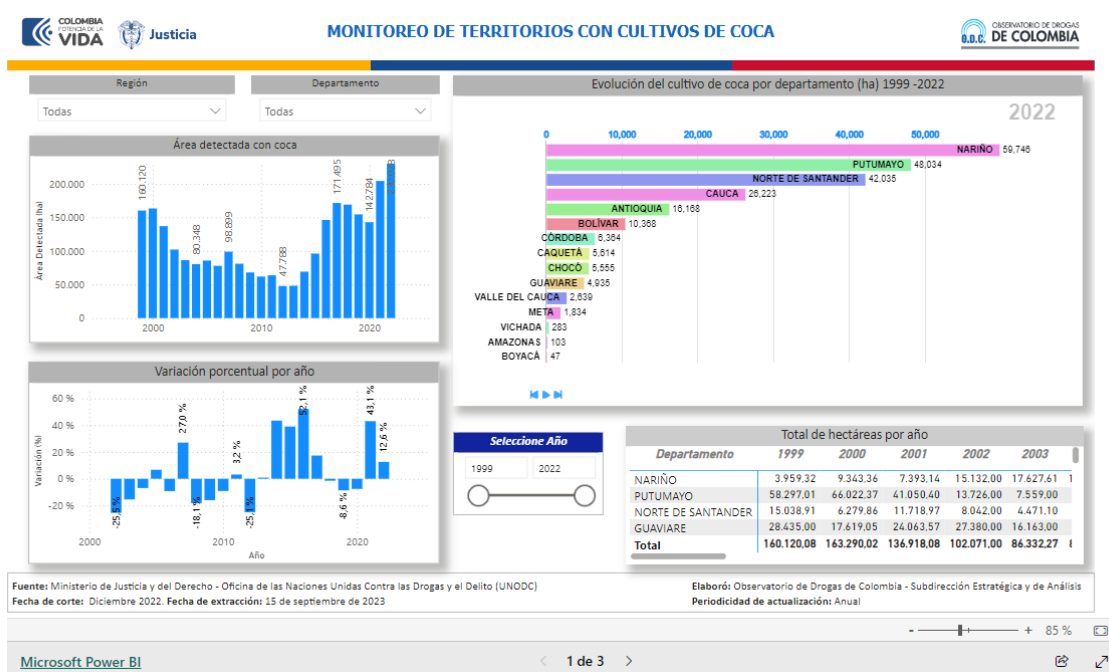 COLOMBIA
POTENCIA DE LA
VIDA
Justicia
MONITOREO DE TERRITORIOS CON CULTIVOS DE COCA
OBSERVATORIO DE DROGAS
O.D.C. DE COLOMBIA
Región
Todas
Departamento
Todas
Área detectada con coca
Área Detectada (ha)
200.000
150.000
100.000
50.000
0
160.120
80.348
98.899
47.788
171.495
142.784
2000
2010
2020
Variación porcentual por año
Variación (%)
60 %
40 %
20 %
0 %
-20 %
-25,5 %
27,0 %
-18,1 %
3,2 %
-25,1 %
52,1 %
-8,6 %
43,1 %
12,6 %
2000
2010
2020
Año
Evolución del cultivo de coca por departamento (ha) 1999 -2022
2022
0 10,000 20,000 30,000 40,000 50,000
NARIÑO 59,746
PUTUMAYO 48,034
NORTE DE SANTANDER 42,035
CAUCA 26,223
ANTIOQUIA 16,168
BOLÍVAR 10,368
CÓRDOBA 6,364
CAQUETÁ 5,614
CHOCÓ 5,555
GUAVIARE 4,935
VALLE DEL CAUCA 2,639
META 1,834
VICHADA 283
AMAZONAS 103
BOYACÁ 47
Seleccione Año
1999 2022
Total de hectáreas por año
Departamento 1999 2000 2001 2002 2003
NARIÑO 3.959,32 9.343,36 7.393,14 15.132,00 17.627,61 1
PUTUMAYO 58.297,01 66.022,37 41.050,40 13.726,00 7.559,00
NORTE DE SANTANDER 15.038,91 6.279,86 11.718,97 8.042,00 4.471,10
GUAVIARE 28.435,00 17.619,05 24.063,57 27.380,00 16.163,00
Total 160.120,08 163.290,02 136.918,08 102.071,00 86.332,27
Fuente: Ministerio de Justicia y del Derecho - Oficina de las Naciones Unidas Contra las Drogas y el Delito (UNODC)
Fecha de corte: Diciembre 2022. Fecha de extracción: 15 de septiembre de 2023
Elaboró: Observatorio de Drogas de Colombia - Subdirección Estratégica y de Análisis
Periodicidad de actualización: Anual
- + 85 %
Microsoft Power BI
1 de 3